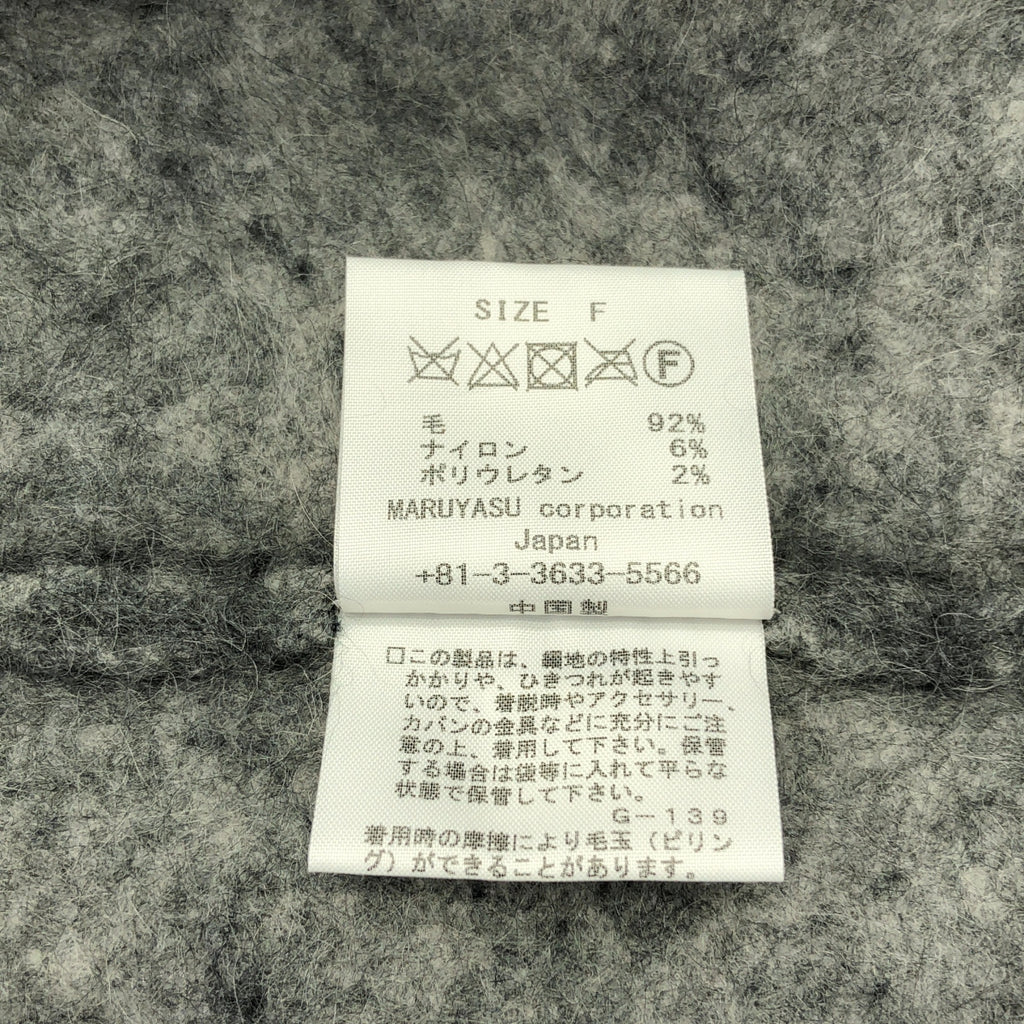 SIZE F
F
毛 92%
ナイロン 6%
ポリウレタン 2%
MARUYASU corporation
Japan
+81-3-3633-5566
中国製
□この製品は、編地の特性上引っ
かかりや、ひきつれが起きやす
いので、着脱時やアクセサリー、
カバンの金具などに充分にご注
意の上、着用して下さい。保管
する場合は袋等に入れて平らな
状態で保管して下さい。
G-139
着用時の摩擦により毛玉（ピリン
グ）ができることがあります。